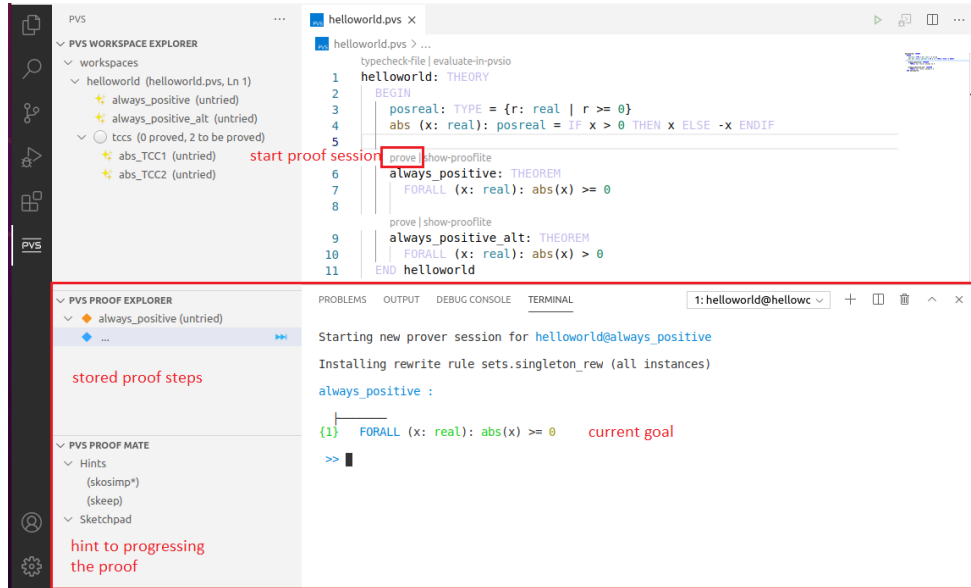 PVS
PVS
···
PVS WORKSPACE EXPLORER
workspaces
helloworld (helloworld.pvs, Ln 1)
always_positive (untried)
always_positive_alt (untried)
tccs (0 proved, 2 to be proved)
abs_TCC1 (untried)
abs_TCC2 (untried)
start proof session
helloworld.pvs ×
···
helloworld.pvs > ...
typecheck-file | evaluate-in-pvsio
1 helloworld: THEORY
2 BEGIN
3 posreal: TYPE = {r: real | r >= 0}
4 abs (x: real): posreal = IF x > 0 THEN x ELSE -x ENDIF
5
prove | show-prooflite
6 always_positive: THEOREM
7 FORALL (x: real): abs(x) >= 0
8
prove | show-prooflite
9 always_positive_alt: THEOREM
10 FORALL (x: real): abs(x) > 0
11 END helloworld
PVS PROOF EXPLORER
always_positive (untried)
...
stored proof steps
PVS PROOF MATE
Hints
(skosimp*)
(skeep)
Sketchpad
hint to progressing
the proof
PROBLEMS OUTPUT DEBUG CONSOLE TERMINAL 1: helloworld@hellowc
Starting new prover session for helloworld@always_positive
Installing rewrite rule sets.singleton_rew (all instances)
always_positive :
{1} FORALL (x: real): abs(x) >= 0 current goal
>>